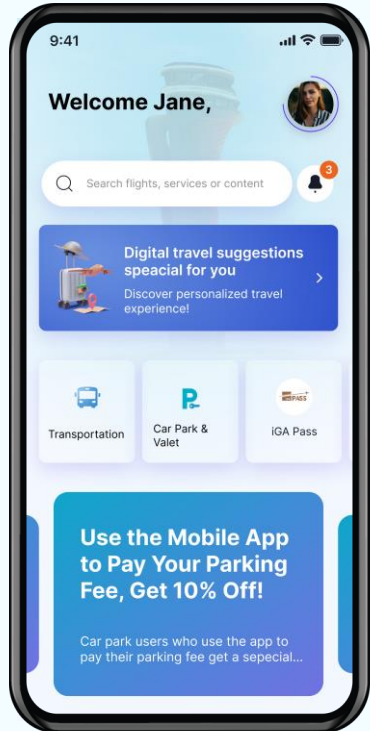 9:41
Welcome Jane,
Search flights, services or content
3
Digital travel suggestions
speacial for you
Discover personalized travel
experience!
Transportation
Car Park &
Valet
PASS
iGA Pass
Use the Mobile App
to Pay Your Parking
Fee, Get 10% Off!
Car park users who use the app to
pay their parking fee get a sepecial...